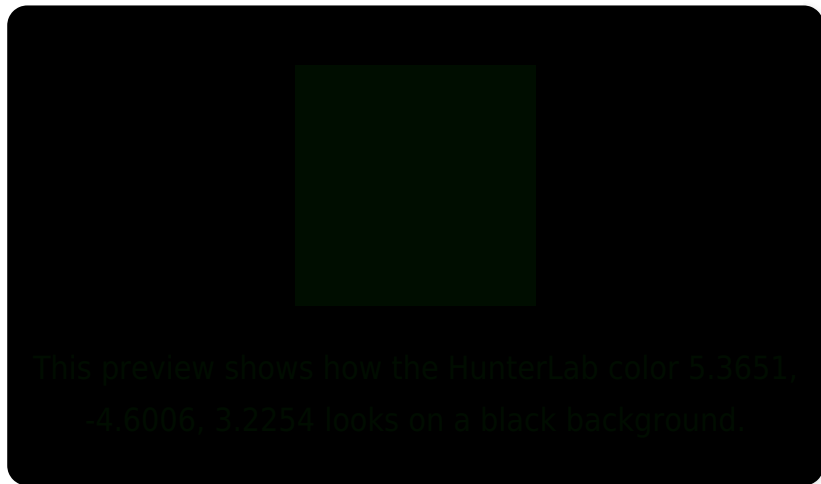 This preview shows how the HunterLab color 5.3651,
-4.6006, 3.2254 looks on a black background.